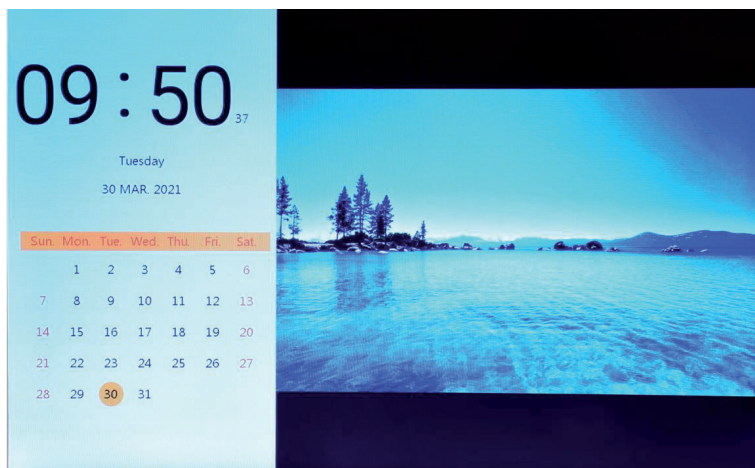 09:50 37
Tuesday
30 MAR. 2021
Sun. Mon. Tue. Wed. Thu. Fri. Sat.
1 2 3 4 5 6
7 8 9 10 11 12 13
14 15 16 17 18 19 20
21 22 23 24 25 26 27
28 29 30 31